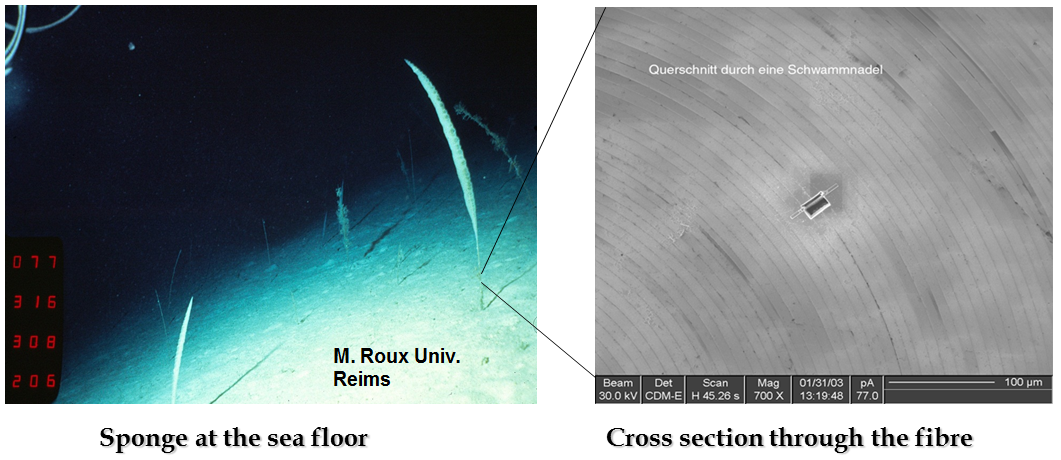 077
316
308
206
M. Roux Univ.
Reims
Querschnitt durch eine Schwammnadel
Beam Det Scan Mag 01/31/03 pA 100 µm
30.0 kV CDM-E H 45.26 s 700 X 13:19:48 77.0
Sponge at the sea floor
Cross section through the fibre